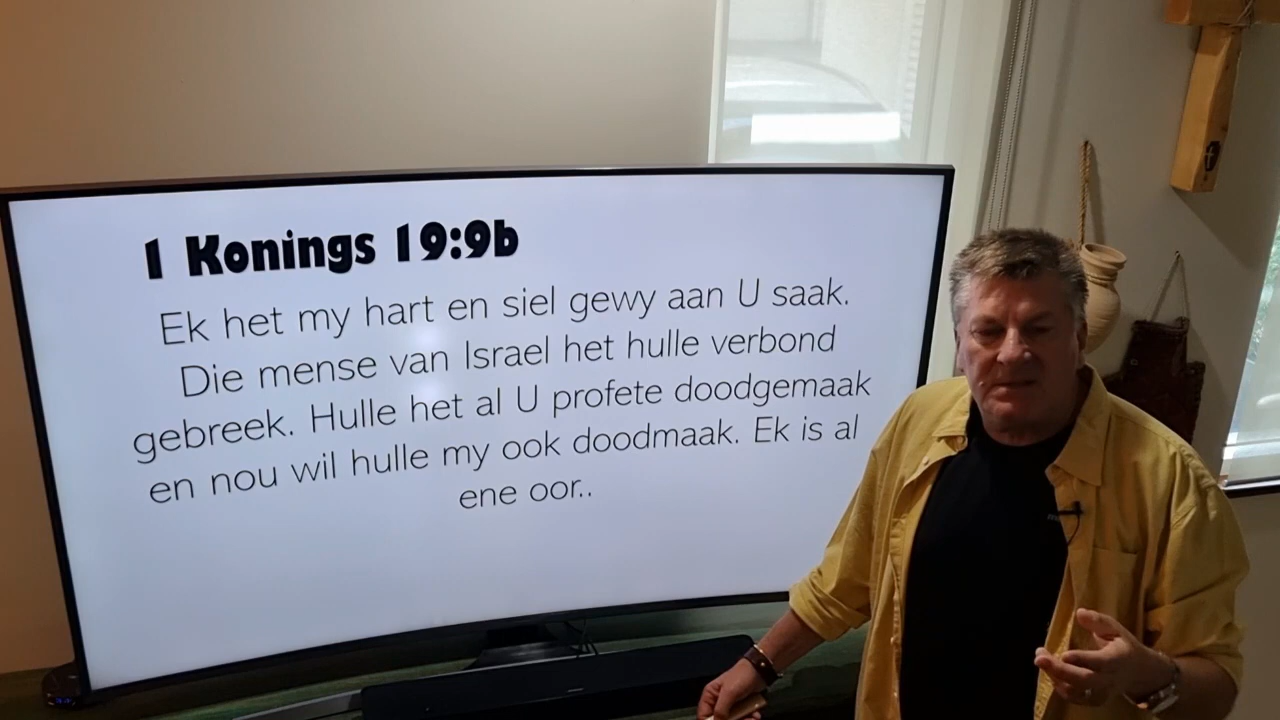 1 Konings 19:9b
Ek het my hart en siel gewy aan U saak.
Die mense van Israel het hulle verbond
gebreek. Hulle het al U profete doodgemaak
en nou wil hulle my ook doodmaak. Ek is al
ene oor..